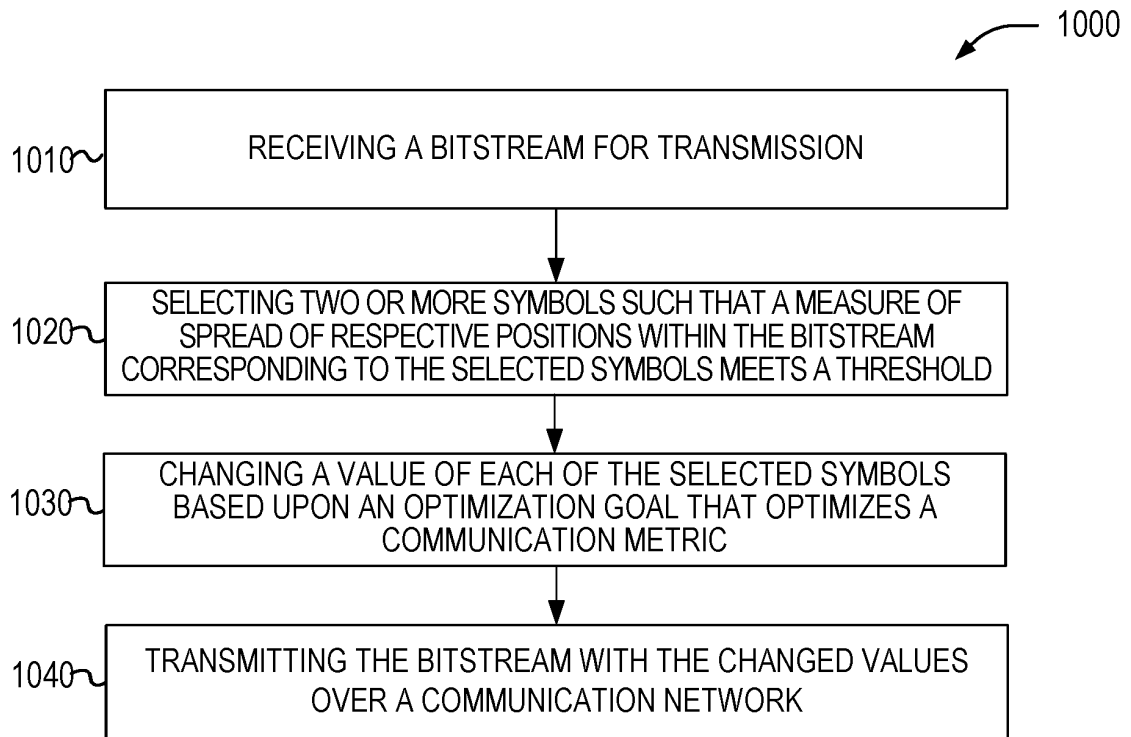 1000
1010
RECEIVING A BITSTREAM FOR TRANSMISSION
1020
SELECTING TWO OR MORE SYMBOLS SUCH THAT A MEASURE OF
SPREAD OF RESPECTIVE POSITIONS WITHIN THE BITSTREAM
CORRESPONDING TO THE SELECTED SYMBOLS MEETS A THRESHOLD
1030
CHANGING A VALUE OF EACH OF THE SELECTED SYMBOLS
BASED UPON AN OPTIMIZATION GOAL THAT OPTIMIZES A
COMMUNICATION METRIC
1040
TRANSMITTING THE BITSTREAM WITH THE CHANGED VALUES
OVER A COMMUNICATION NETWORK